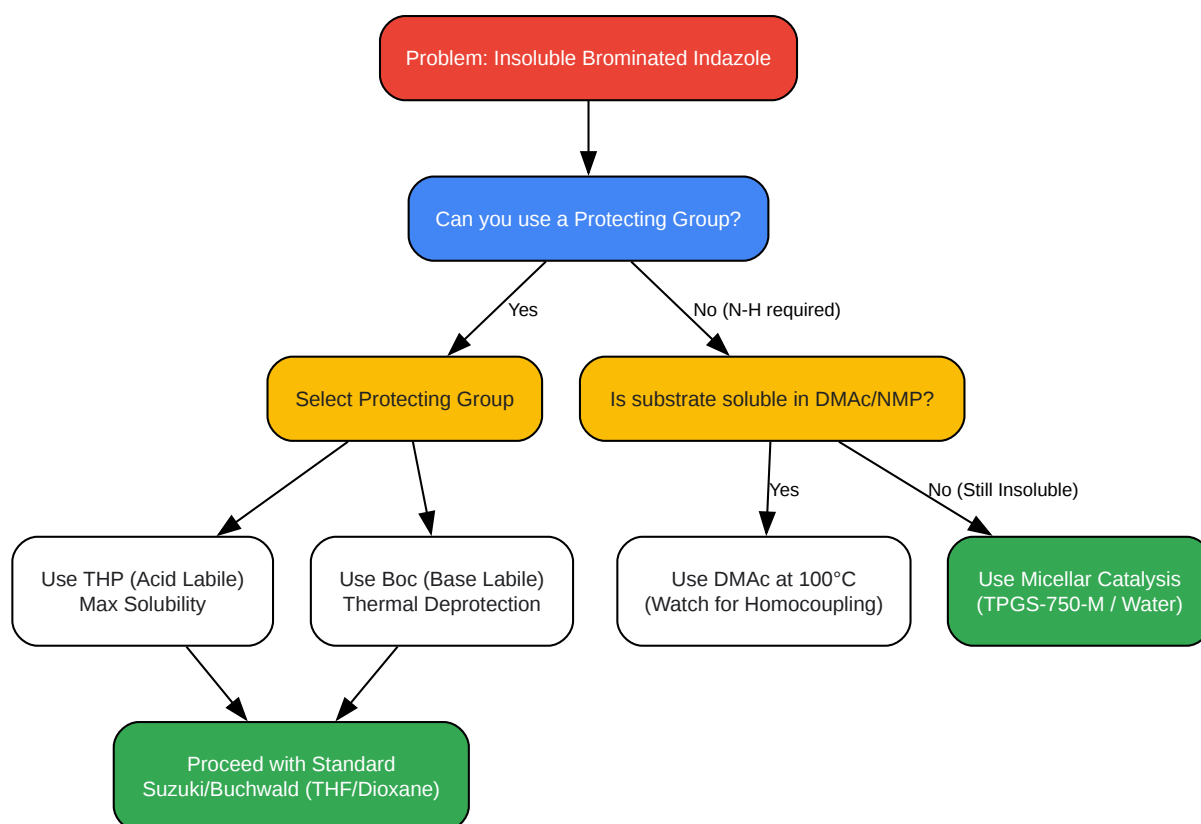 Problem: Insoluble Brominated Indazole
Can you use a Protecting Group?
Yes
No (N-H required)
Select Protecting Group
Is substrate soluble in DMAc/NMP?
Yes
No (Still Insoluble)
Use THP (Acid Labile)
Max Solubility
Use Boc (Base Labile)
Thermal Deprotection
Use DMAc at 100°C
(Watch for Homocoupling)
Use Micellar Catalysis
(TPGS-750-M / Water)
Proceed with Standard
Suzuki/Buchwald (THF/Dioxane)